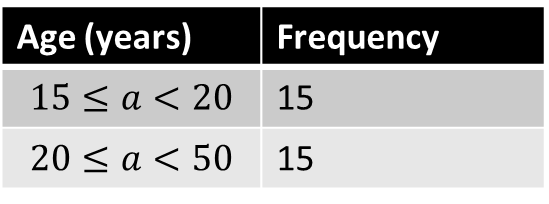 Age (years) Frequency
15 ≤ a < 20 15
20 ≤ a < 50 15